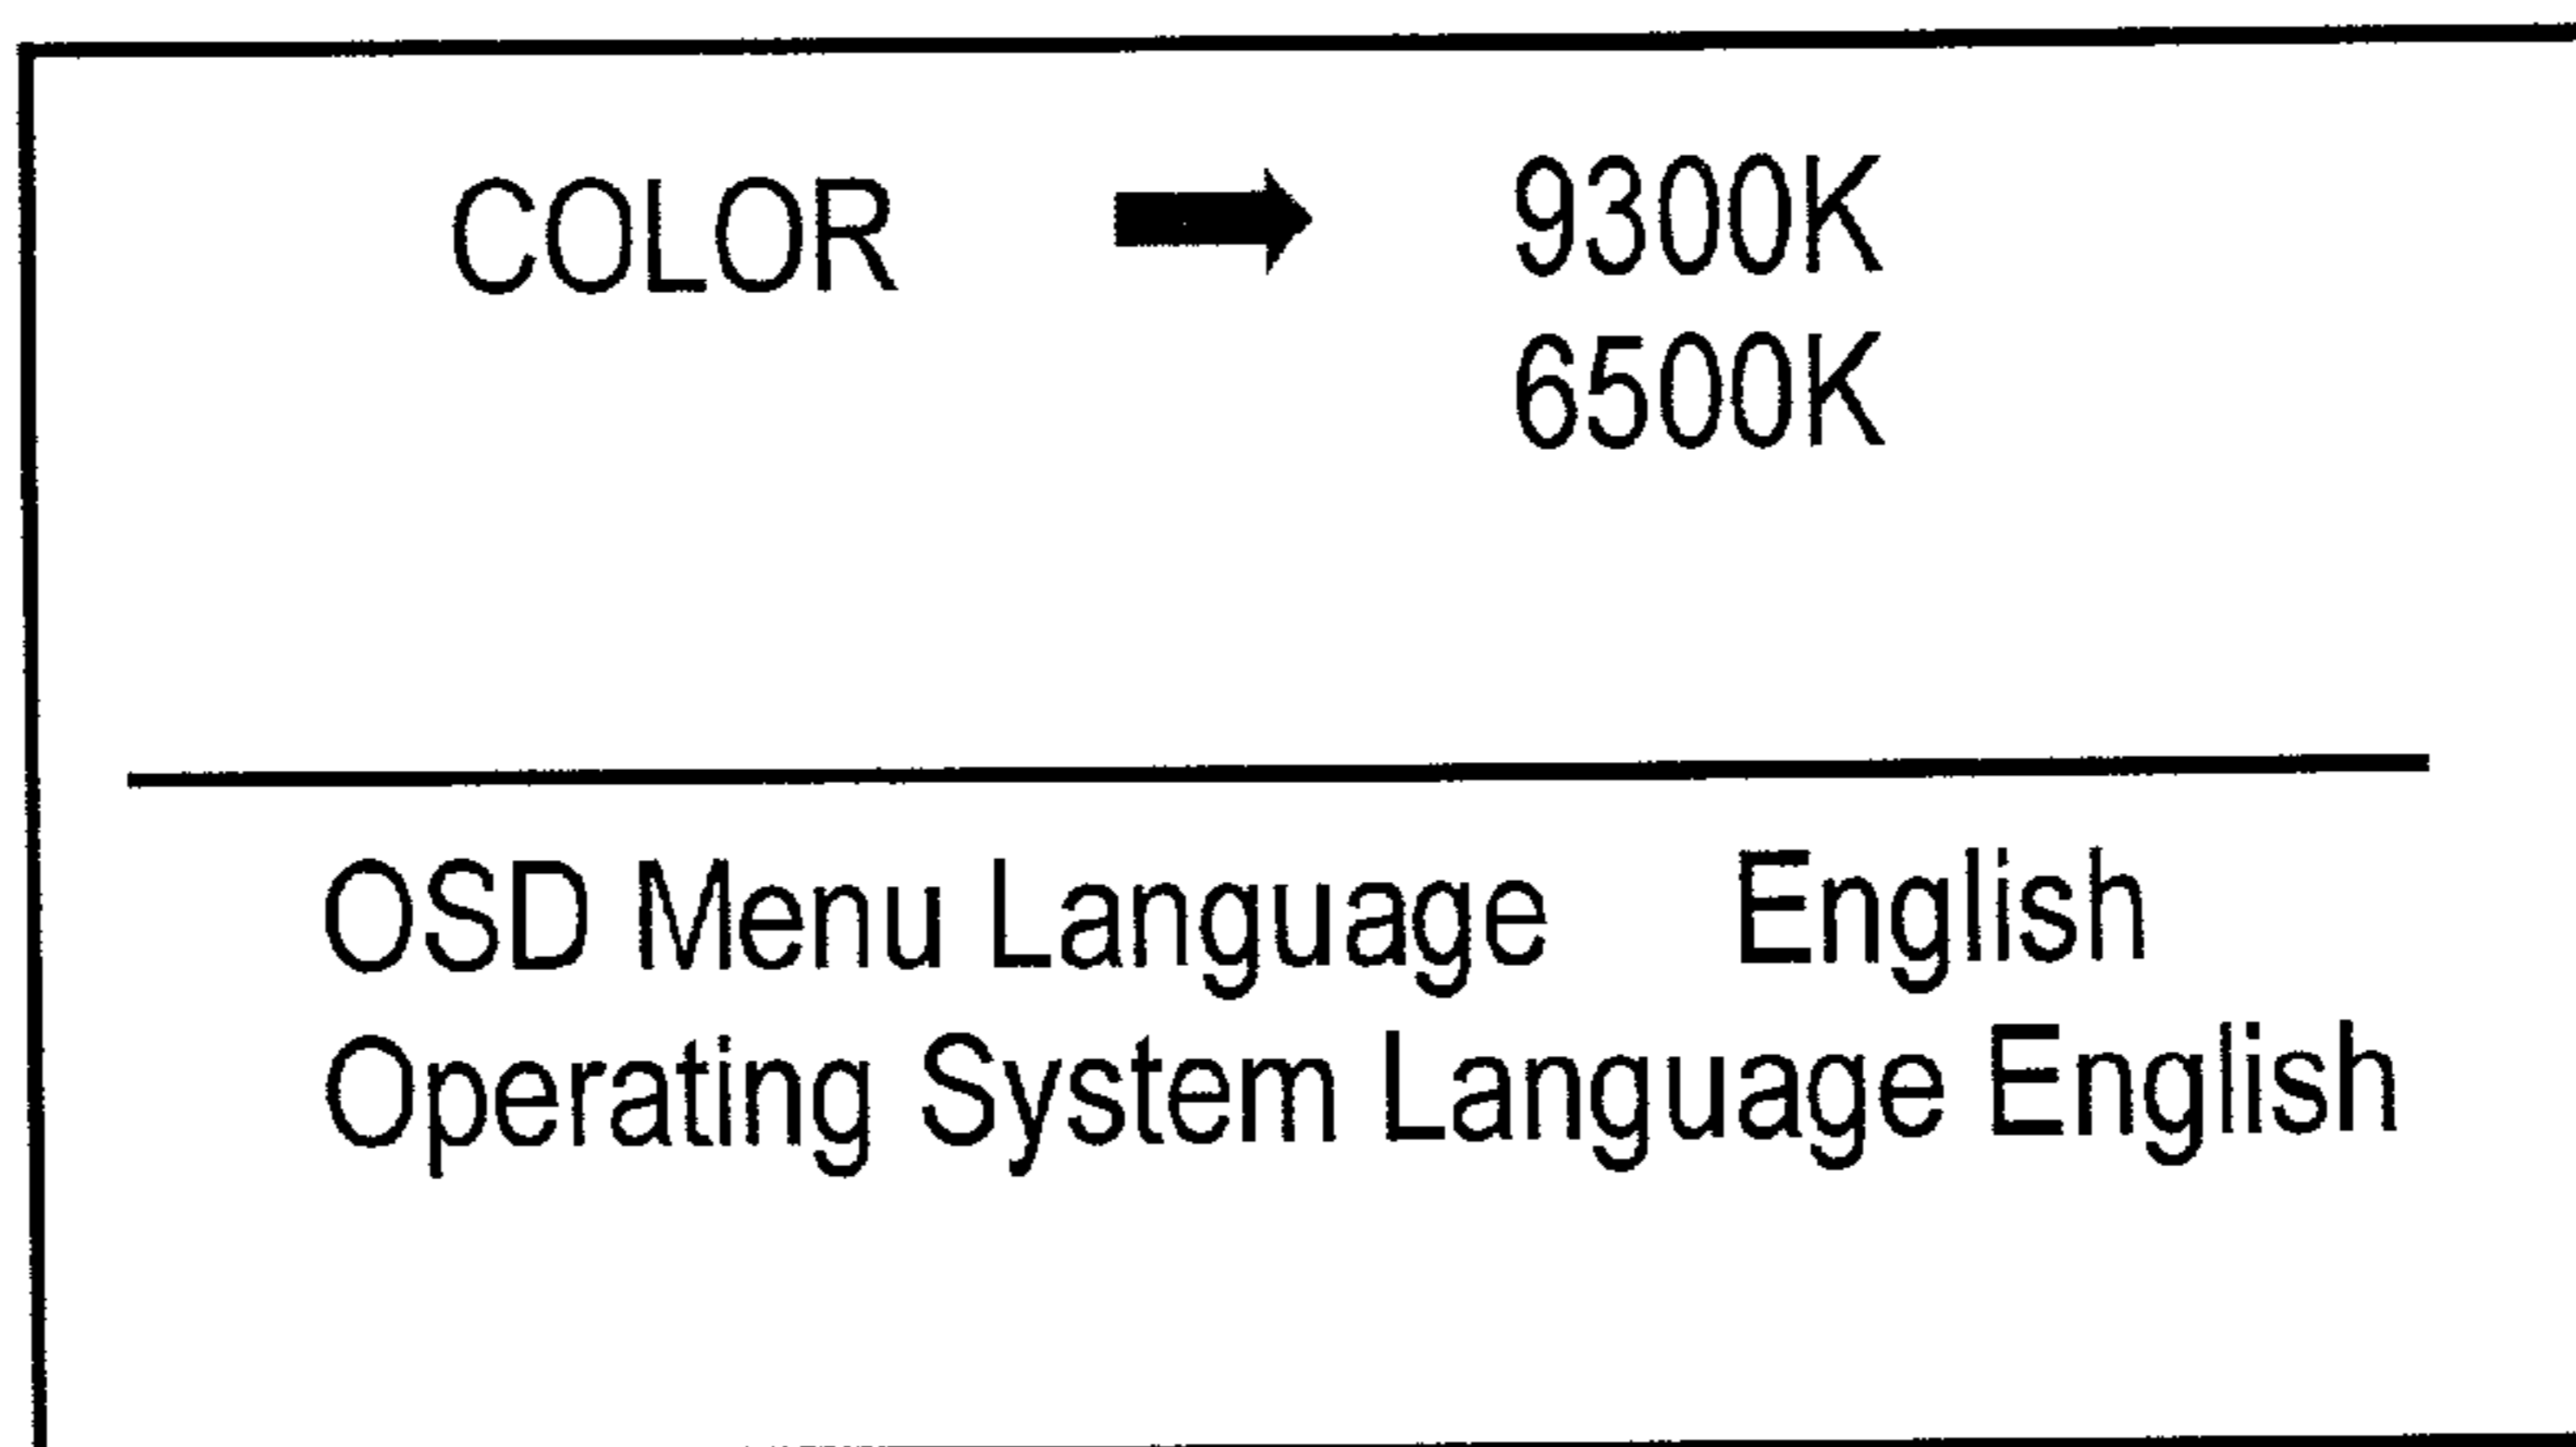 COLOR ➡ 9300K
6500K
OSD Menu Language English
Operating System Language English